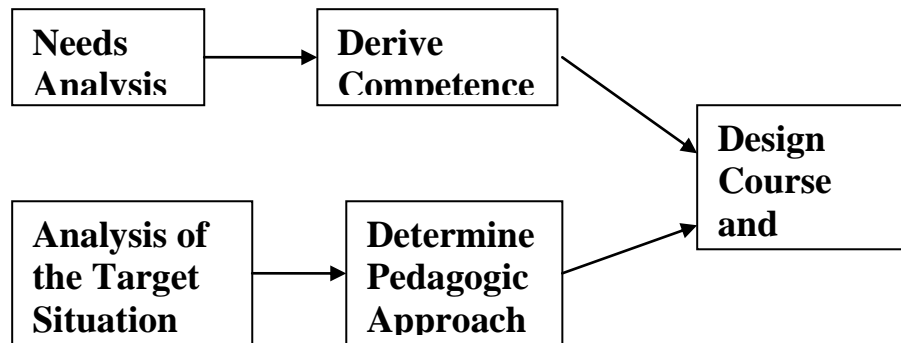 Needs
Analysis
Derive
Competence
Design
Course
and
Analysis of
the Target
Situation
Determine
Pedagogic
Approach